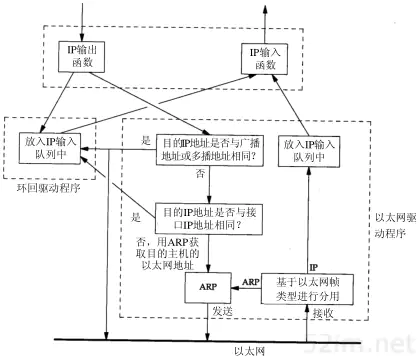 IP输出
函数
IP输入
函数
放入IP输入
队列中
环回驱动程序
是
目的IP地址是否与广播
地址或多播地址相同？
放入IP输入
队列中
否
是
目的IP地址是否与接
口IP地址相同？
以太网驱
动程序
否，用ARP获
取目的主机的
以太网地址
IP
ARP
ARP
基于以太网帧
类型进行分用
发送
接收
以太网
52im.net